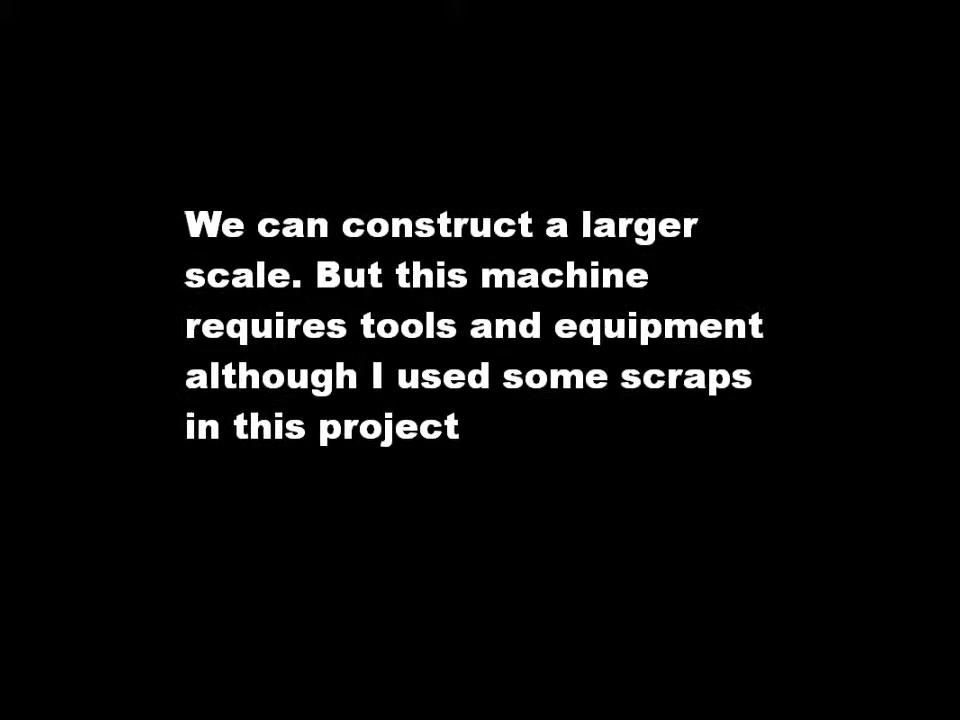 We can construct a larger
scale. But this machine
requires tools and equipment
although I used some scraps
in this project